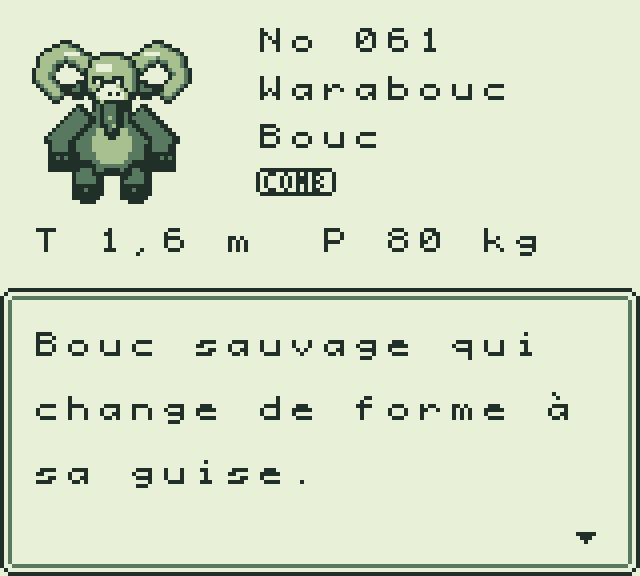 No 061
Warabouc
Bouc
COMB
T 1,6 m P 80 kg
Bouc sauvage qui
change de forme à
sa guise.